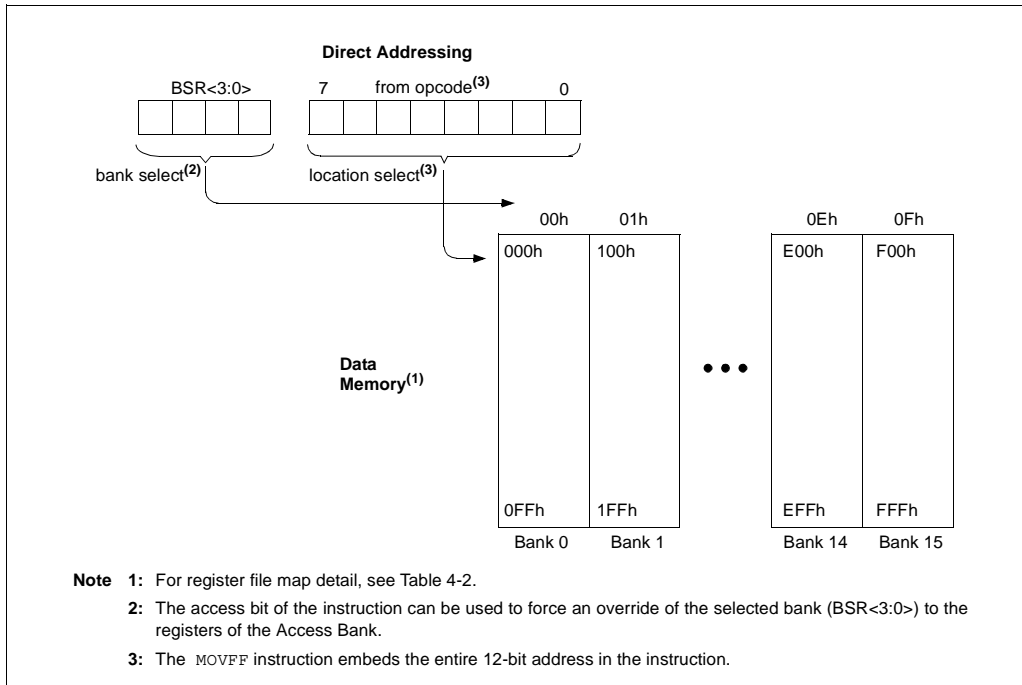 Direct Addressing
BSR<3:0> 7 from opcode(3) 0
bank select(2) location select(3)
00h 01h 0Eh 0Fh
000h 100h E00h F00h
Data
Memory(1)
0FFh 1FFh EFFh FFFh
Bank 0 Bank 1 Bank 14 Bank 15
Note 1: For register file map detail, see Table 4-2.
2: The access bit of the instruction can be used to force an override of the selected bank (BSR<3:0>) to the
registers of the Access Bank.
3: The MOVFF instruction embeds the entire 12-bit address in the instruction.